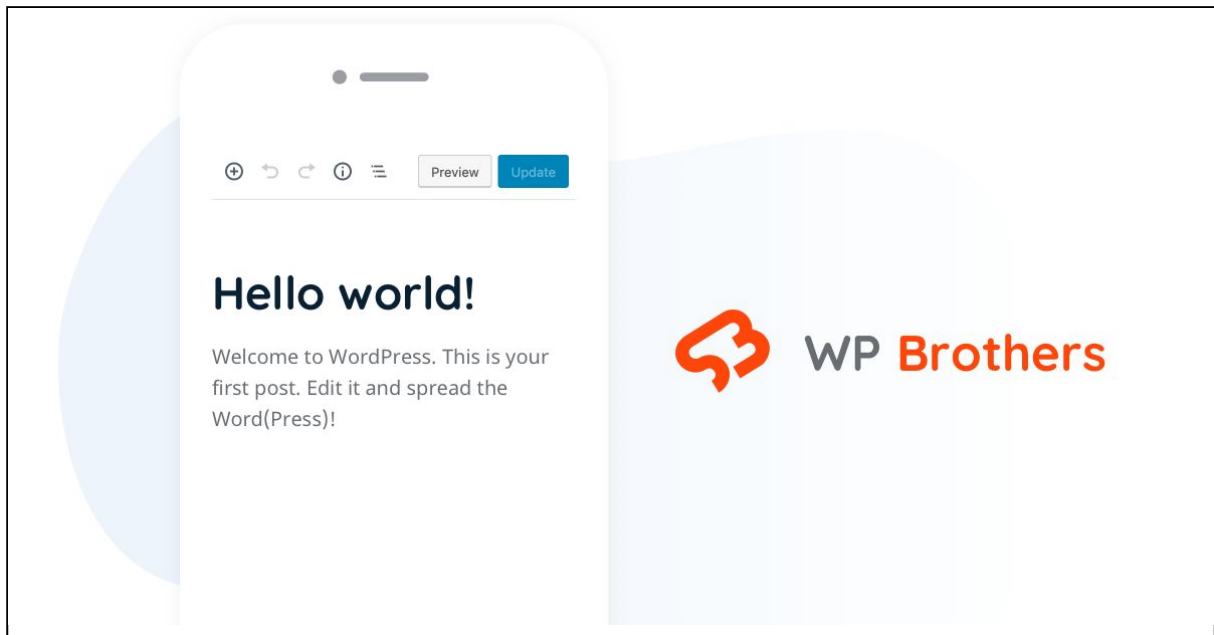 Preview Update
Hello world!
Welcome to WordPress. This is your
first post. Edit it and spread the
Word(Press)!
WP Brothers